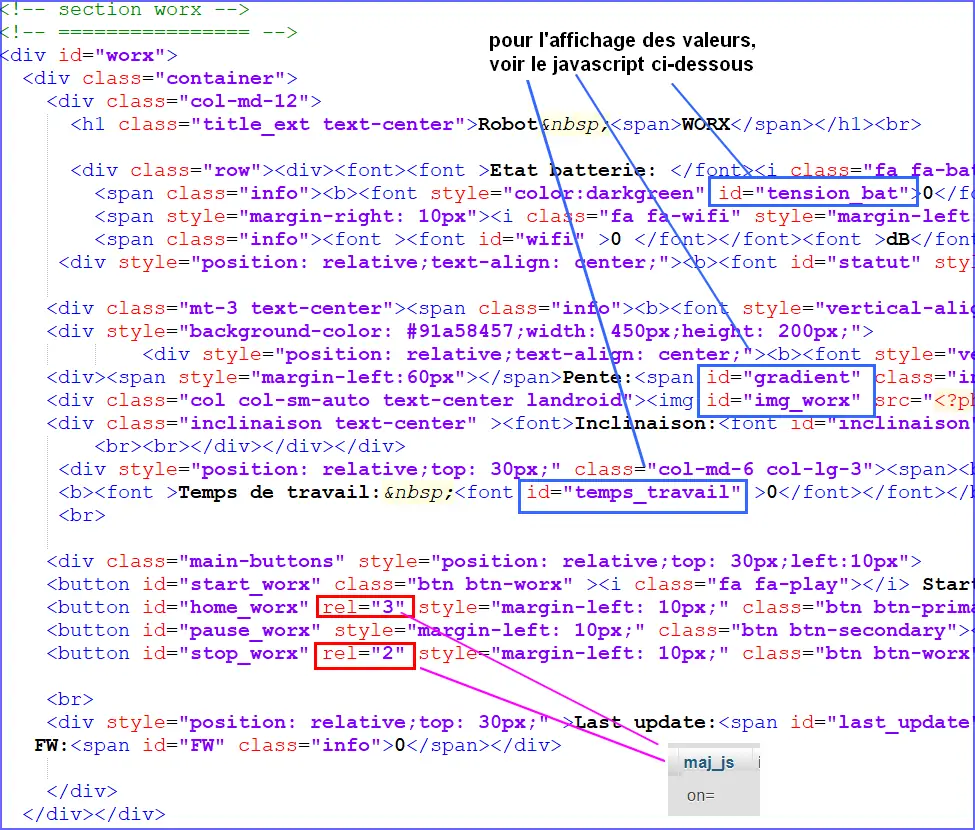 <!-- section worx -->
<!-- ================ -->
pour l'affichage des valeurs,
voir le javascript ci-dessous
<div id="worx">
<div class="container">
<div class="col-md-12">
<h1 class="title_ext text-center">Robot&nbsp;<span>WORX</span></h1><br>
<div class="row"><div><font><font >Etat batterie: </font><i class="fa fa-bat
<span class="info"><b><font style="color:darkgreen" id="tension_bat">0</fo
<span style="margin-right: 10px"><i class="fa fa-wifi" style="margin-left
<span class="info"><font ><font id="wifi" >0 </font></font><font >dB</font
<div style="position: relative;text-align: center;"><b><font id="statut" sty
<div class="mt-3 text-center"><span class="info"><b><font style="vertical-alig
<div style="background-color: #91a58457;width: 450px;height: 200px;">
<div style="position: relative;text-align: center;"><b><font style="ve
<div><span style="margin-left:60px"></span>Pente:<span id="gradient" class="in
<div class="col col-sm-auto text-center landroid"><img id="img_worx" src="<?ph
<div class="inclinaison text-center" ><font>Inclinaison:<font id="inclinaison"
<br><br></div></div></div>
<div style="position: relative;top: 30px;" class="col-md-6 col-lg-3"><span><b
<b><font >Temps de travail:&nbsp;<font id="temps_travail" >0</font></font></b
<br>
<div class="main-buttons" style="position: relative;top: 30px;left:10px">
<button id="start_worx" class="btn btn-worx" ><i class="fa fa-play"></i> Start
<button id="home_worx" rel="3" style="margin-left: 10px;" class="btn btn-prima
<button id="pause_worx" style="margin-left: 10px;" class="btn btn-secondary"><
<button id="stop_worx" rel="2" style="margin-left: 10px;" class="btn btn-worx"
<br>
<div style="position: relative;top: 30px;" >Last update:<span id="last_update"
FW:<span id="FW" class="info">0</span></div>
maj_js
on=
</div>
</div></div>